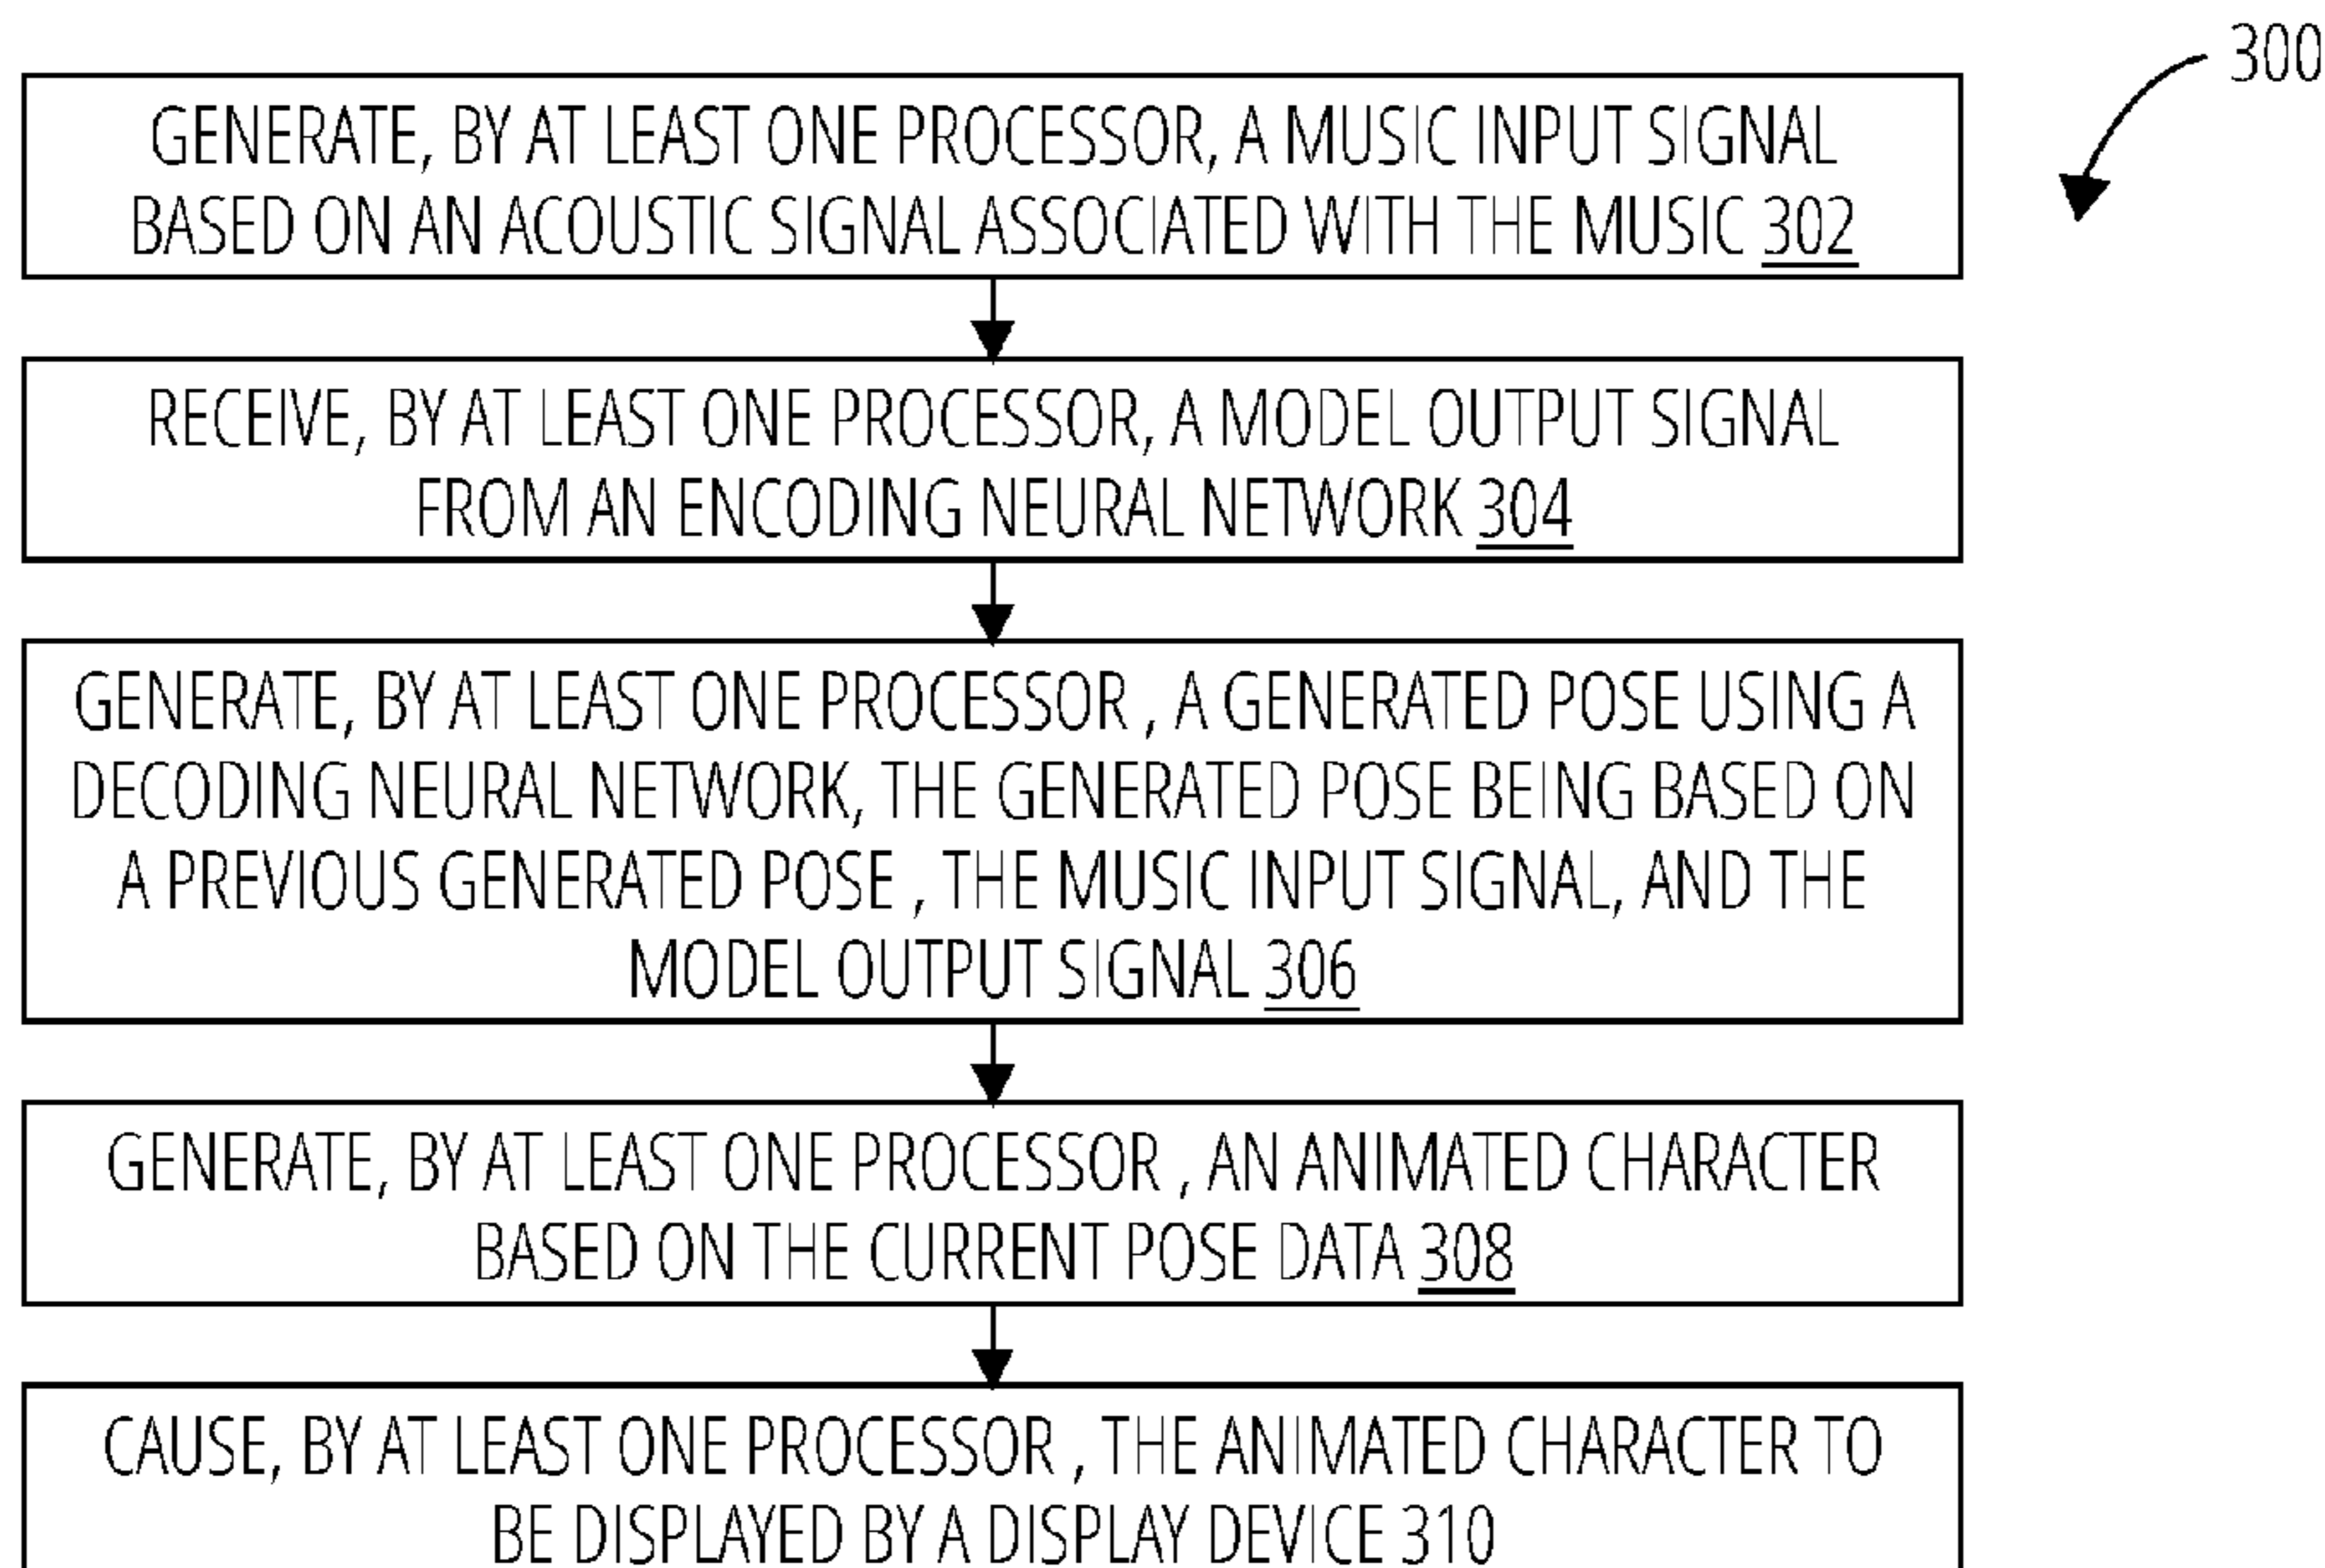 300
GENERATE, BY AT LEAST ONE PROCESSOR, A MUSIC INPUT SIGNAL
BASED ON AN ACOUSTIC SIGNAL ASSOCIATED WITH THE MUSIC 302
RECEIVE, BY AT LEAST ONE PROCESSOR, A MODEL OUTPUT SIGNAL
FROM AN ENCODING NEURAL NETWORK 304
GENERATE, BY AT LEAST ONE PROCESSOR , A GENERATED POSE USING A
DECODING NEURAL NETWORK, THE GENERATED POSE BEING BASED ON
A PREVIOUS GENERATED POSE , THE MUSIC INPUT SIGNAL, AND THE
MODEL OUTPUT SIGNAL 306
GENERATE, BY AT LEAST ONE PROCESSOR , AN ANIMATED CHARACTER
BASED ON THE CURRENT POSE DATA 308
CAUSE, BY AT LEAST ONE PROCESSOR , THE ANIMATED CHARACTER TO
BE DISPLAYED BY A DISPLAY DEVICE 310